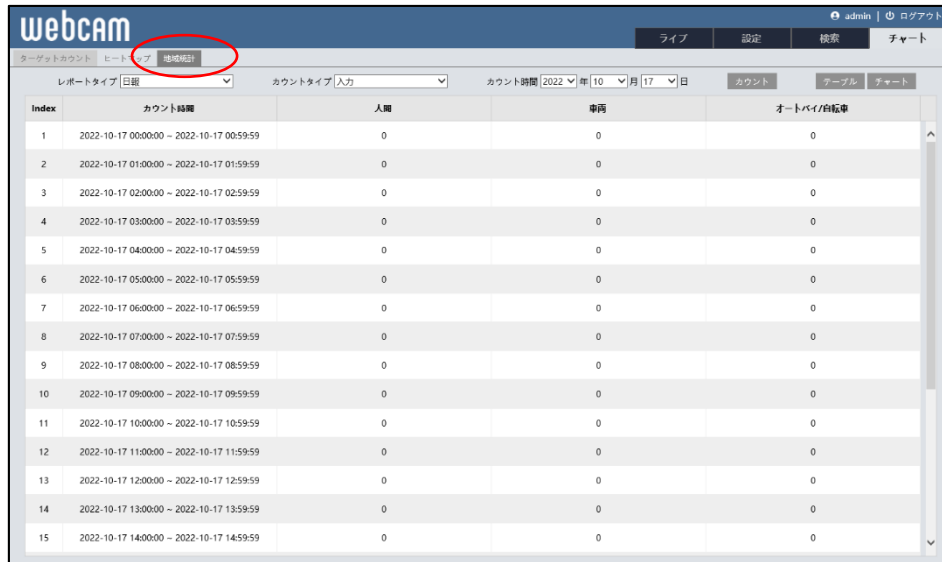 webcam
admin | ログアウト
ライブ 設定 検索 チャート
ターゲットカウント ヒートマップ 地域統計
レポートタイプ 日報 カウントタイプ 入力 カウント時間 2022 年 10 月 17 日 カウント テーブル チャート
Index カウント時間 人間 車両 オートバイ/自転車
1 2022-10-17 00:00:00 ~ 2022-10-17 00:59:59 0 0 0
2 2022-10-17 01:00:00 ~ 2022-10-17 01:59:59 0 0 0
3 2022-10-17 02:00:00 ~ 2022-10-17 02:59:59 0 0 0
4 2022-10-17 03:00:00 ~ 2022-10-17 03:59:59 0 0 0
5 2022-10-17 04:00:00 ~ 2022-10-17 04:59:59 0 0 0
6 2022-10-17 05:00:00 ~ 2022-10-17 05:59:59 0 0 0
7 2022-10-17 06:00:00 ~ 2022-10-17 06:59:59 0 0 0
8 2022-10-17 07:00:00 ~ 2022-10-17 07:59:59 0 0 0
9 2022-10-17 08:00:00 ~ 2022-10-17 08:59:59 0 0 0
10 2022-10-17 09:00:00 ~ 2022-10-17 09:59:59 0 0 0
11 2022-10-17 10:00:00 ~ 2022-10-17 10:59:59 0 0 0
12 2022-10-17 11:00:00 ~ 2022-10-17 11:59:59 0 0 0
13 2022-10-17 12:00:00 ~ 2022-10-17 12:59:59 0 0 0
14 2022-10-17 13:00:00 ~ 2022-10-17 13:59:59 0 0 0
15 2022-10-17 14:00:00 ~ 2022-10-17 14:59:59 0 0 0